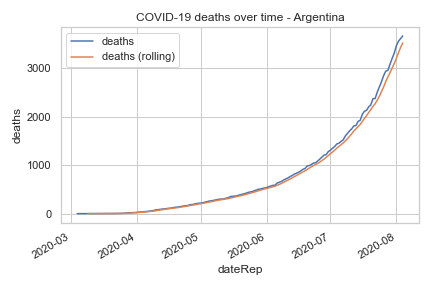 COVID-19 deaths over time - Argentina
deaths
deaths (rolling)
3000
2000
1000
0
deaths
2020-03
2020-04
2020-05
2020-06
2020-07
2020-08
dateRep